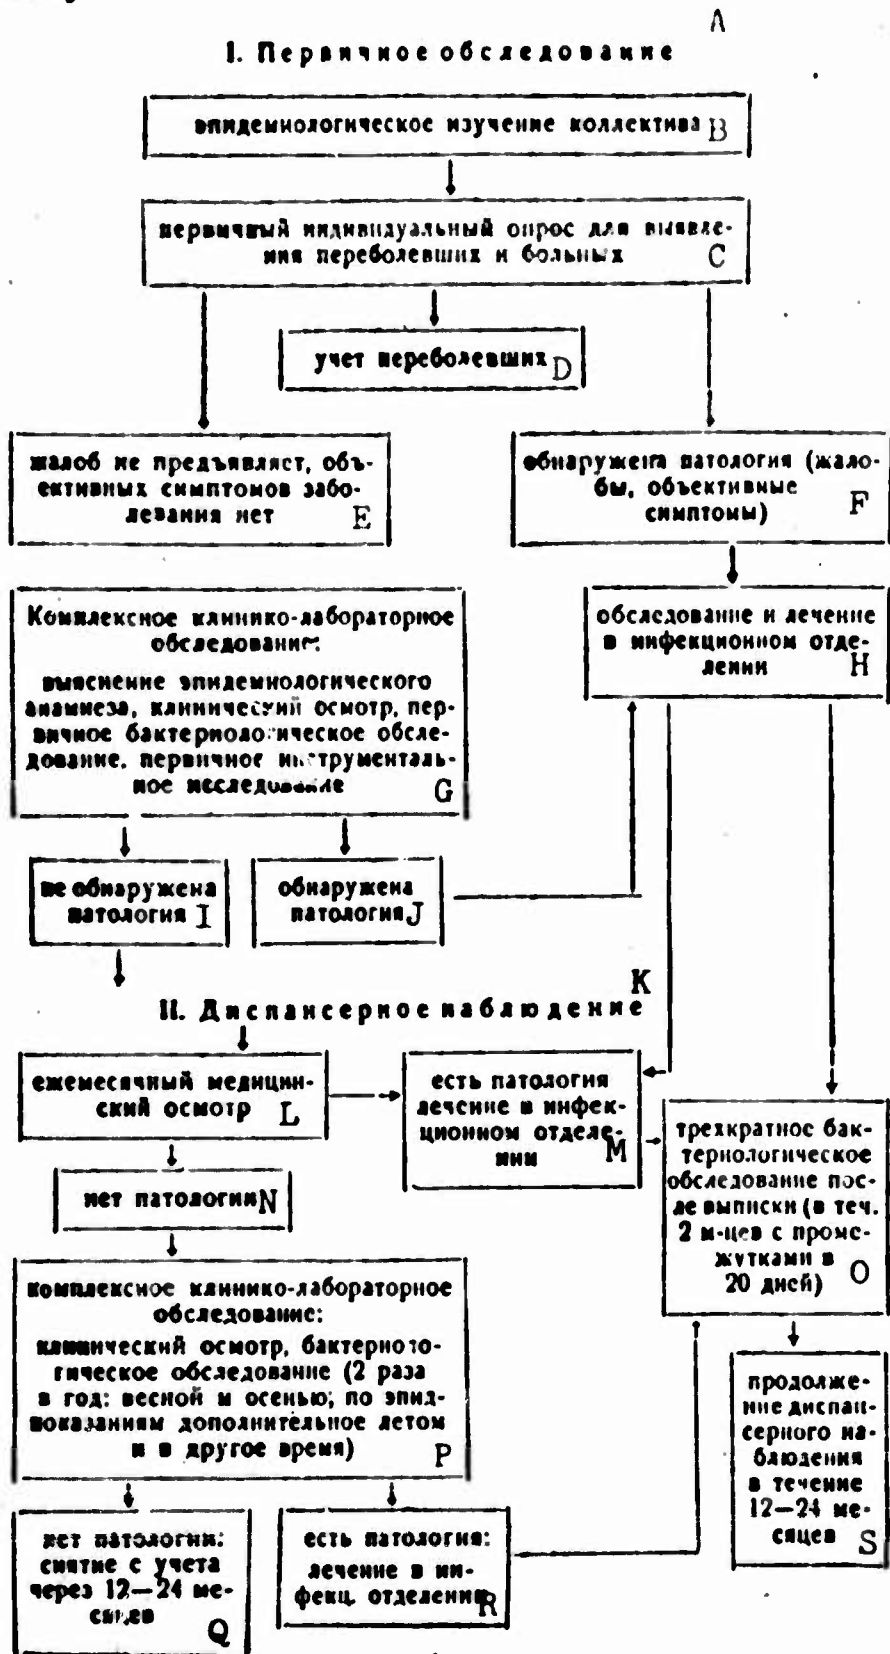 A
I. Первичное обследование
эпидемиологическое изучение коллектива B
первичный индивидуальный опрос для выявле-
ния переболевших и больных C
учет переболевших D
жалоб не предъявляет, объ-
ективных симптомов забо-
левания нет E
обнаружена патология (жало-
бы, объективные
симптомы) F
Комплексное клинико-лабораторное
обследование:
выяснение эпидемиологического
анамнеза, клинический осмотр, пер-
вичное бактериологическое обсле-
дование, первичное инструменталь-
ное исследование G
обследование и лечение
в инфекционном отде-
лении H
не обнаружена
патология I
обнаружена
патология J
K
II. Диспансерное наблюдение
ежемесячный медицин-
ский осмотр L
есть патология
лечение в инфек-
ционном отделе-
нии M
нет патологии N
трехкратное бак-
териологическое
обследование пос-
ле выписки (в теч.
2 м-цев с проме-
жутками в
20 дней) O
комплексное клинико-лабораторное
обследование:
клинический осмотр, бактериоло-
гическое обследование (2 раза
в год: весной и осенью; по эпид-
показаниям дополнительное летом
и в другое время) P
продолже-
ние диспан-
серного на-
блюдения
в течение
12—24 ме-
сяцев S
нет патологии:
снятие с учета
через 12—24 ме-
сяцев Q
есть патология:
лечение в ин-
фекц. отделении R